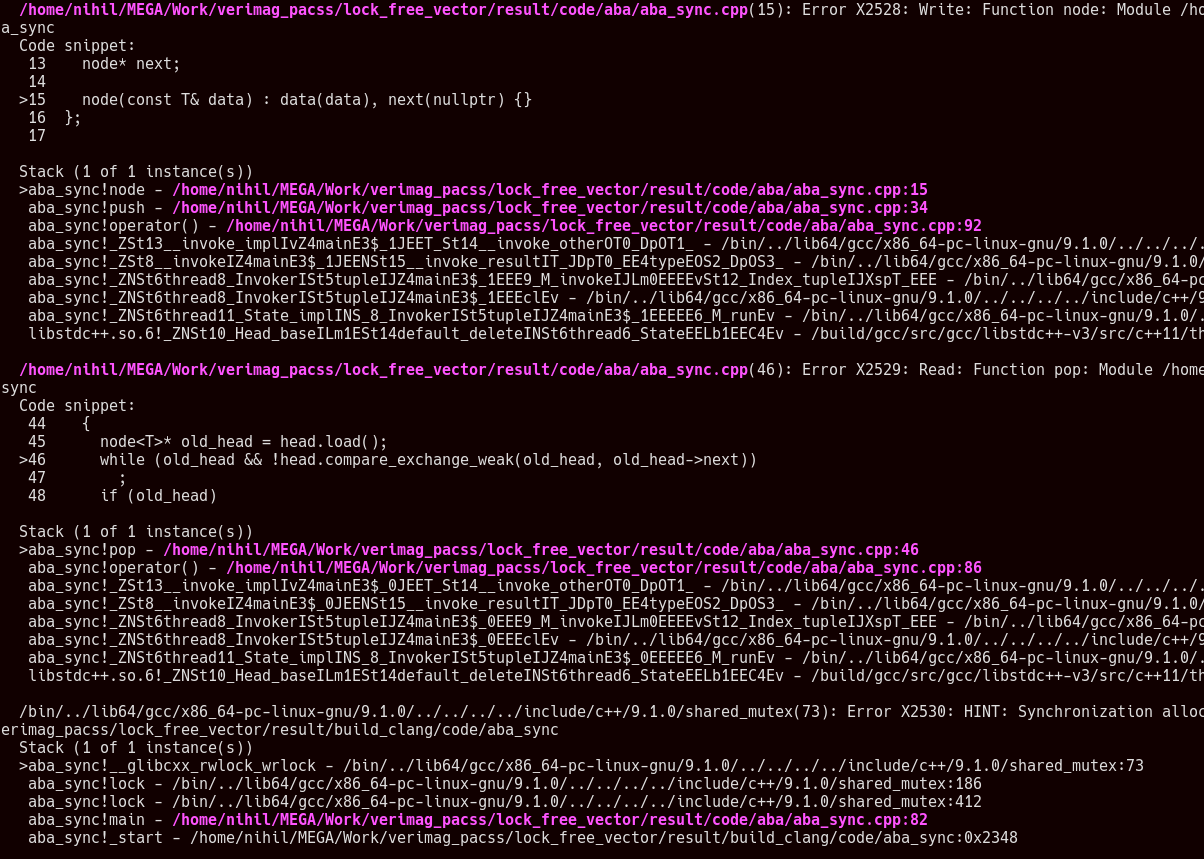 /home/nihil/MEGA/Work/verimag_pacss/lock_free_vector/result/code/aba/aba_sync.cpp(15): Error X2528: Write: Function node: Module /ho
a_sync
Code snippet:
13 node* next;
14
>15 node(const T& data) : data(data), next(nullptr) {}
16 };
17
Stack (1 of 1 instance(s))
>aba_sync!node - /home/nihil/MEGA/Work/verimag_pacss/lock_free_vector/result/code/aba/aba_sync.cpp:15
aba_sync!push - /home/nihil/MEGA/Work/verimag_pacss/lock_free_vector/result/code/aba/aba_sync.cpp:34
aba_sync!operator() - /home/nihil/MEGA/Work/verimag_pacss/lock_free_vector/result/code/aba/aba_sync.cpp:92
aba_sync!_ZSt13__invoke_implIvZ4mainE3$_1JEET_St14__invoke_otherOT0_DpOT1_ - /bin/../lib64/gcc/x86_64-pc-linux-gnu/9.1.0/../../../.
aba_sync!_ZSt8__invokeIZ4mainE3$_1JEENSt15__invoke_resultIT_JDpT0_EE4typeEOS2_DpOS3_ - /bin/../lib64/gcc/x86_64-pc-linux-gnu/9.1.0/
aba_sync!_ZNSt6thread8_InvokerISt5tupleIJZ4mainE3$_1EEE9_M_invokeIJLm0EEEEvSt12_Index_tupleIJXspT_EEE - /bin/../lib64/gcc/x86_64-pc
aba_sync!_ZNSt6thread8_InvokerISt5tupleIJZ4mainE3$_1EEEclEv - /bin/../lib64/gcc/x86_64-pc-linux-gnu/9.1.0/../../../../include/c++/9
aba_sync!_ZNSt6thread11_State_implINS_8_InvokerISt5tupleIJZ4mainE3$_1EEEEE6_M_runEv - /bin/../lib64/gcc/x86_64-pc-linux-gnu/9.1.0/.
libstdc++.so.6!_ZNSt10_Head_baseILm1ESt14default_deleteINSt6thread6_StateEELb1EEC4Ev - /build/gcc/src/gcc/libstdc++-v3/src/c++11/th
/home/nihil/MEGA/Work/verimag_pacss/lock_free_vector/result/code/aba/aba_sync.cpp(46): Error X2529: Read: Function pop: Module /home
sync
Code snippet:
44 {
45 node<T>* old_head = head.load();
>46 while (old_head && !head.compare_exchange_weak(old_head, old_head->next))
47 ;
48 if (old_head)
Stack (1 of 1 instance(s))
>aba_sync!pop - /home/nihil/MEGA/Work/verimag_pacss/lock_free_vector/result/code/aba/aba_sync.cpp:46
aba_sync!operator() - /home/nihil/MEGA/Work/verimag_pacss/lock_free_vector/result/code/aba/aba_sync.cpp:86
aba_sync!_ZSt13__invoke_implIvZ4mainE3$_0JEET_St14__invoke_otherOT0_DpOT1_ - /bin/../lib64/gcc/x86_64-pc-linux-gnu/9.1.0/../../../.
aba_sync!_ZSt8__invokeIZ4mainE3$_0JEENSt15__invoke_resultIT_JDpT0_EE4typeEOS2_DpOS3_ - /bin/../lib64/gcc/x86_64-pc-linux-gnu/9.1.0/
aba_sync!_ZNSt6thread8_InvokerISt5tupleIJZ4mainE3$_0EEE9_M_invokeIJLm0EEEEvSt12_Index_tupleIJXspT_EEE - /bin/../lib64/gcc/x86_64-pc
aba_sync!_ZNSt6thread8_InvokerISt5tupleIJZ4mainE3$_0EEEclEv - /bin/../lib64/gcc/x86_64-pc-linux-gnu/9.1.0/../../../../include/c++/9
aba_sync!_ZNSt6thread11_State_implINS_8_InvokerISt5tupleIJZ4mainE3$_0EEEEE6_M_runEv - /bin/../lib64/gcc/x86_64-pc-linux-gnu/9.1.0/.
libstdc++.so.6!_ZNSt10_Head_baseILm1ESt14default_deleteINSt6thread6_StateEELb1EEC4Ev - /build/gcc/src/gcc/libstdc++-v3/src/c++11/th
/bin/../lib64/gcc/x86_64-pc-linux-gnu/9.1.0/../../../../include/c++/9.1.0/shared_mutex(73): Error X2530: HINT: Synchronization alloc
erimag_pacss/lock_free_vector/result/build_clang/code/aba_sync
Stack (1 of 1 instance(s))
>aba_sync!__glibcxx_rwlock_wrlock - /bin/../lib64/gcc/x86_64-pc-linux-gnu/9.1.0/../../../../include/c++/9.1.0/shared_mutex:73
aba_sync!lock - /bin/../lib64/gcc/x86_64-pc-linux-gnu/9.1.0/../../../../include/c++/9.1.0/shared_mutex:186
aba_sync!lock - /bin/../lib64/gcc/x86_64-pc-linux-gnu/9.1.0/../../../../include/c++/9.1.0/shared_mutex:412
aba_sync!main - /home/nihil/MEGA/Work/verimag_pacss/lock_free_vector/result/code/aba/aba_sync.cpp:82
aba_sync!_start - /home/nihil/MEGA/Work/verimag_pacss/lock_free_vector/result/build_clang/code/aba_sync:0x2348